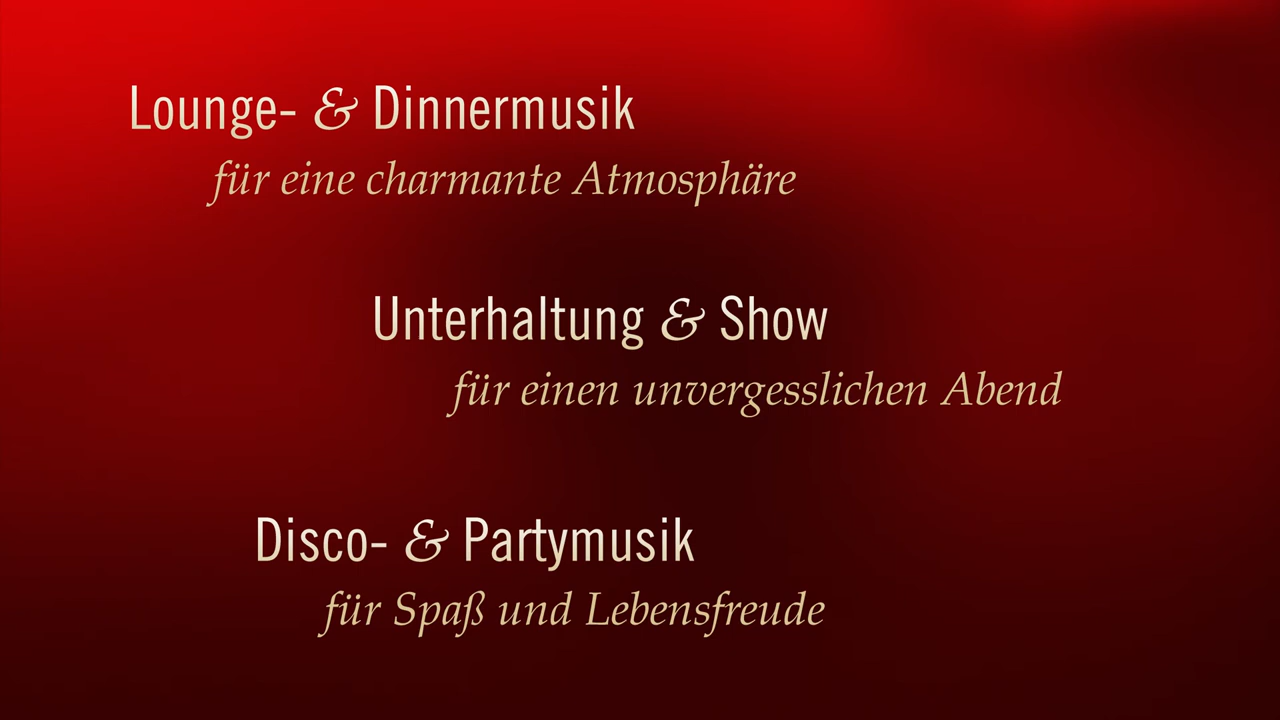 Lounge- & Dinnermusik
für eine charmante Atmosphäre
Unterhaltung & Show
für einen unvergesslichen Abend
Disco- & Partymusik
für Spaß und Lebensfreude